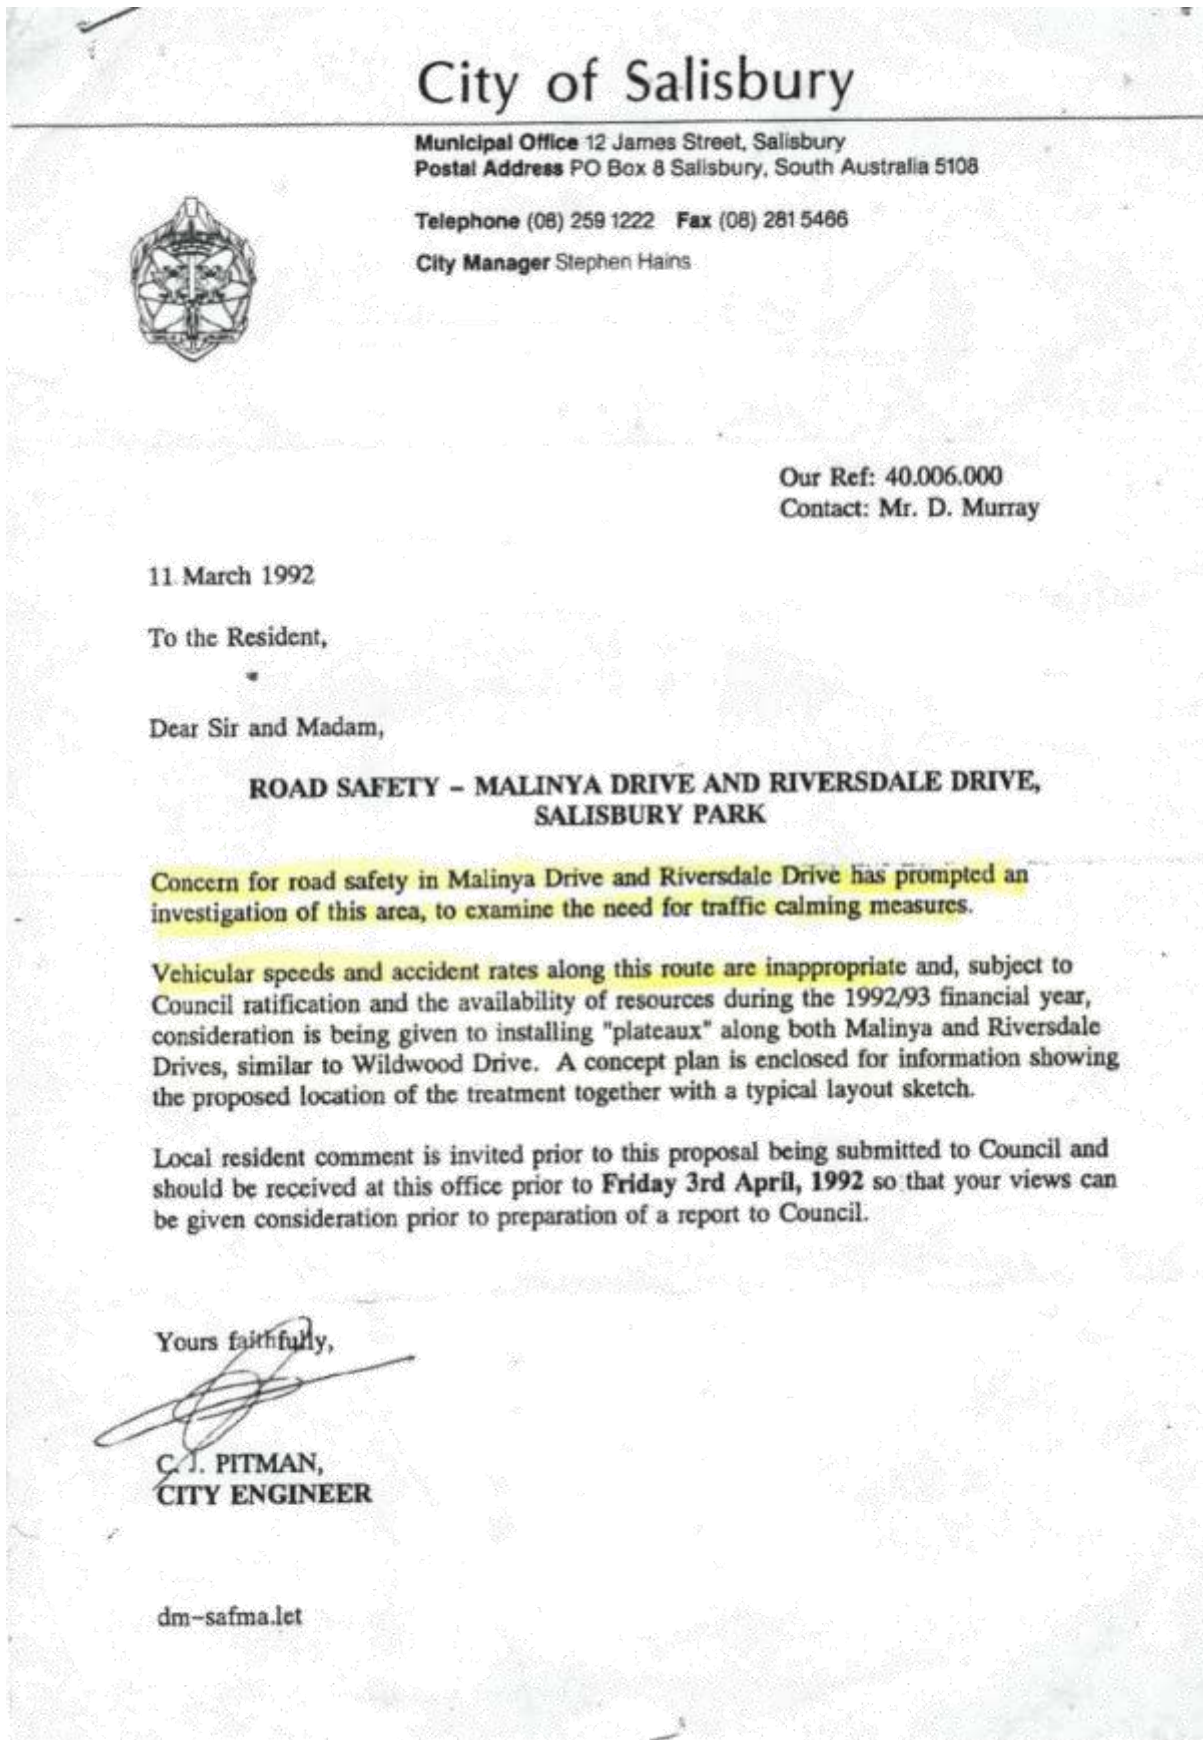 City of Salisbury
Municipal Office 12 James Street, Salisbury
Postal Address PO Box 8 Salisbury, South Australia 5108
Telephone (08) 259 1222 Fax (08) 281 5466
City Manager Stephen Hains
Our Ref: 40.006.000
Contact: Mr. D. Murray
11 March 1992
To the Resident,
Dear Sir and Madam,
ROAD SAFETY – MALINYA DRIVE AND RIVERSDALE DRIVE,
SALISBURY PARK
Concern for road safety in Malinya Drive and Riversdale Drive has prompted an
investigation of this area, to examine the need for traffic calming measures.
Vehicular speeds and accident rates along this route are inappropriate and, subject to
Council ratification and the availability of resources during the 1992/93 financial year,
consideration is being given to installing "plateaux" along both Malinya and Riversdale
Drives, similar to Wildwood Drive. A concept plan is enclosed for information showing
the proposed location of the treatment together with a typical layout sketch.
Local resident comment is invited prior to this proposal being submitted to Council and
should be received at this office prior to Friday 3rd April, 1992 so that your views can
be given consideration prior to preparation of a report to Council.
Yours faithfully,
C. J. PITMAN,
CITY ENGINEER
dm-safma.let